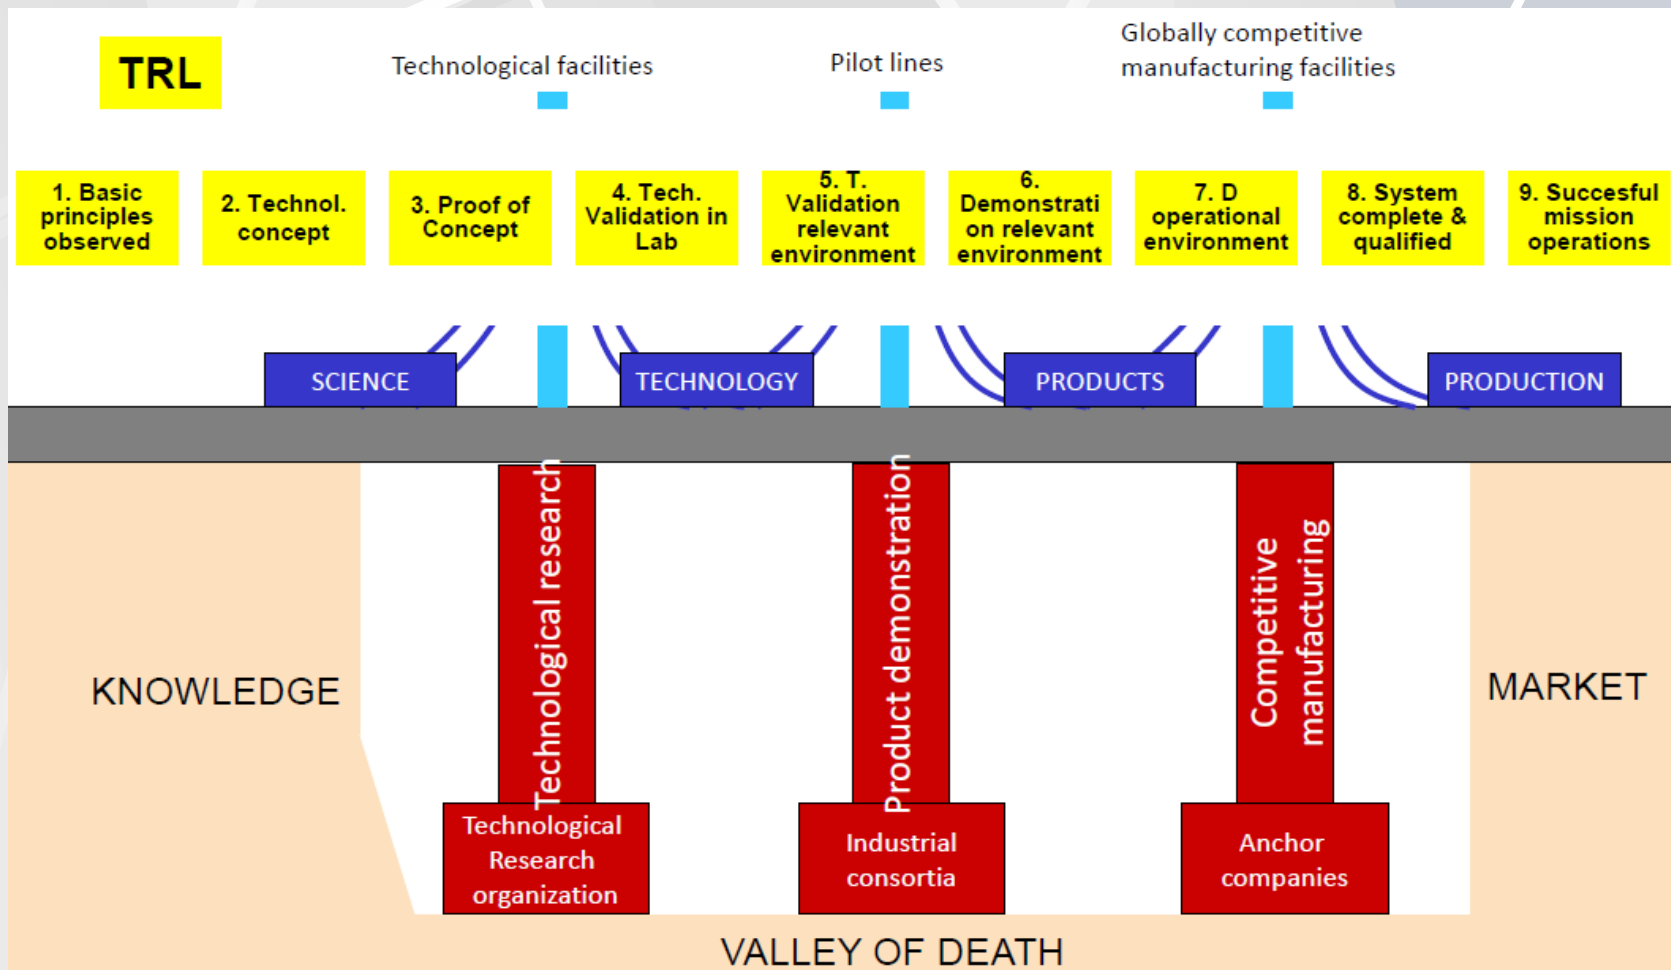 TRL
Technological facilities
Pilot lines
Globally competitive
manufacturing facilities
1. Basic
principles
observed
2. Technol.
concept
3. Proof of
Concept
4. Tech.
Validation in
Lab
5. T.
Validation
relevant
environment
6.
Demonstrati
on relevant
environment
7. D
operational
environment
8. System
complete &
qualified
9. Succesful
mission
operations
SCIENCE
TECHNOLOGY
PRODUCTS
PRODUCTION
KNOWLEDGE
Technological research
Product demonstration
Competitive
manufacturing
MARKET
Technological
Research
organization
Industrial
consortia
Anchor
companies
VALLEY OF DEATH